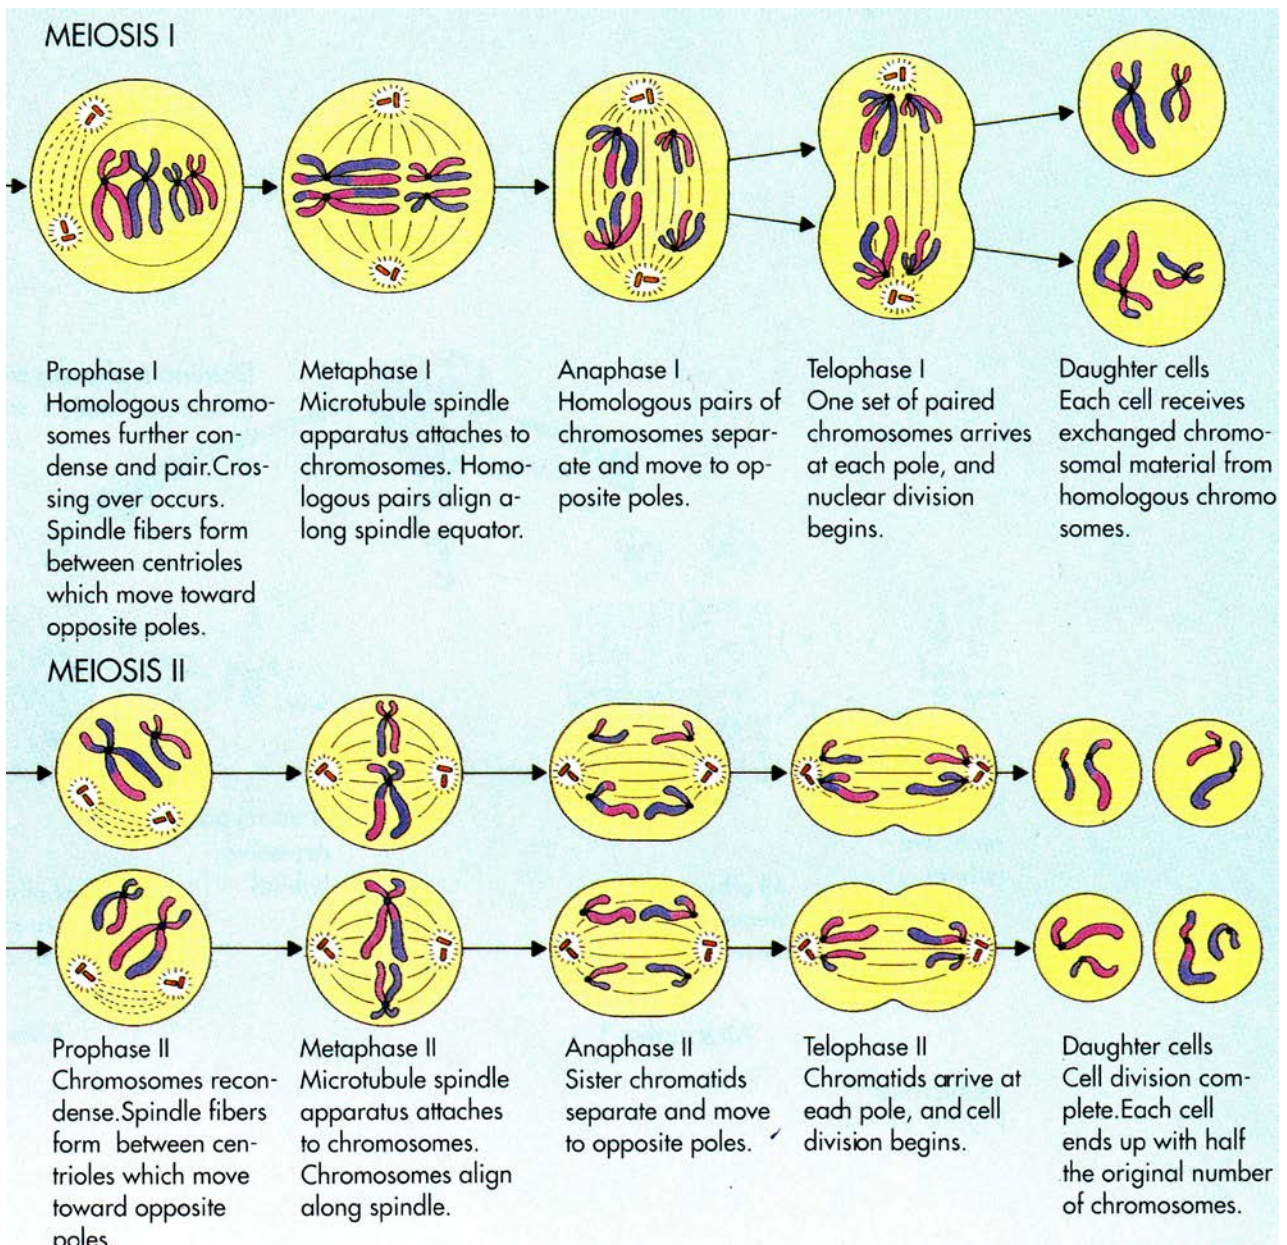 MEIOSIS I
Prophase I
Homologous chromo-
somes further con-
dense and pair.Cros-
sing over occurs.
Spindle fibers form
between centrioles
which move toward
opposite poles.
Metaphase I
Microtubule spindle
apparatus attaches to
chromosomes. Homo-
logous pairs align a-
long spindle equator.
Anaphase I
Homologous pairs of
chromosomes separ-
ate and move to op-
posite poles.
Telophase I
One set of paired
chromosomes arrives
at each pole, and
nuclear division
begins.
Daughter cells
Each cell receives
exchanged chromo-
somal material from
homologous chromo
somes.
MEIOSIS II
Prophase II
Chromosomes recon-
dense.Spindle fibers
form between cen-
trioles which move
toward opposite
poles.
Metaphase II
Microtubule spindle
apparatus attaches
to chromosomes.
Chromosomes align
along spindle.
Anaphase II
Sister chromatids
separate and move
to opposite poles.
Telophase II
Chromatids arrive at
each pole, and cell
division begins.
Daughter cells
Cell division com-
plete.Each cell
ends up with half
the original number
of chromosomes.